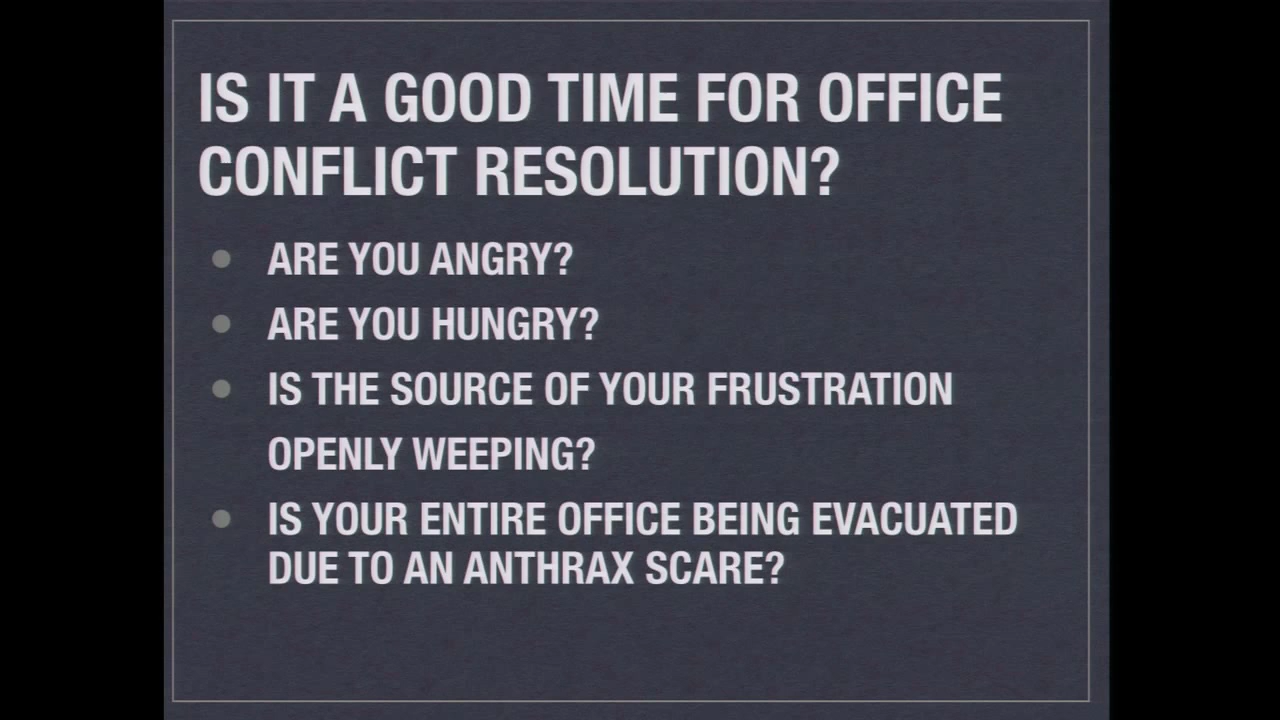 IS IT A GOOD TIME FOR OFFICE
CONFLICT RESOLUTION?
ARE YOU ANGRY?
ARE YOU HUNGRY?
IS THE SOURCE OF YOUR FRUSTRATION
OPENLY WEEPING?
IS YOUR ENTIRE OFFICE BEING EVACUATED
DUE TO AN ANTHRAX SCARE?